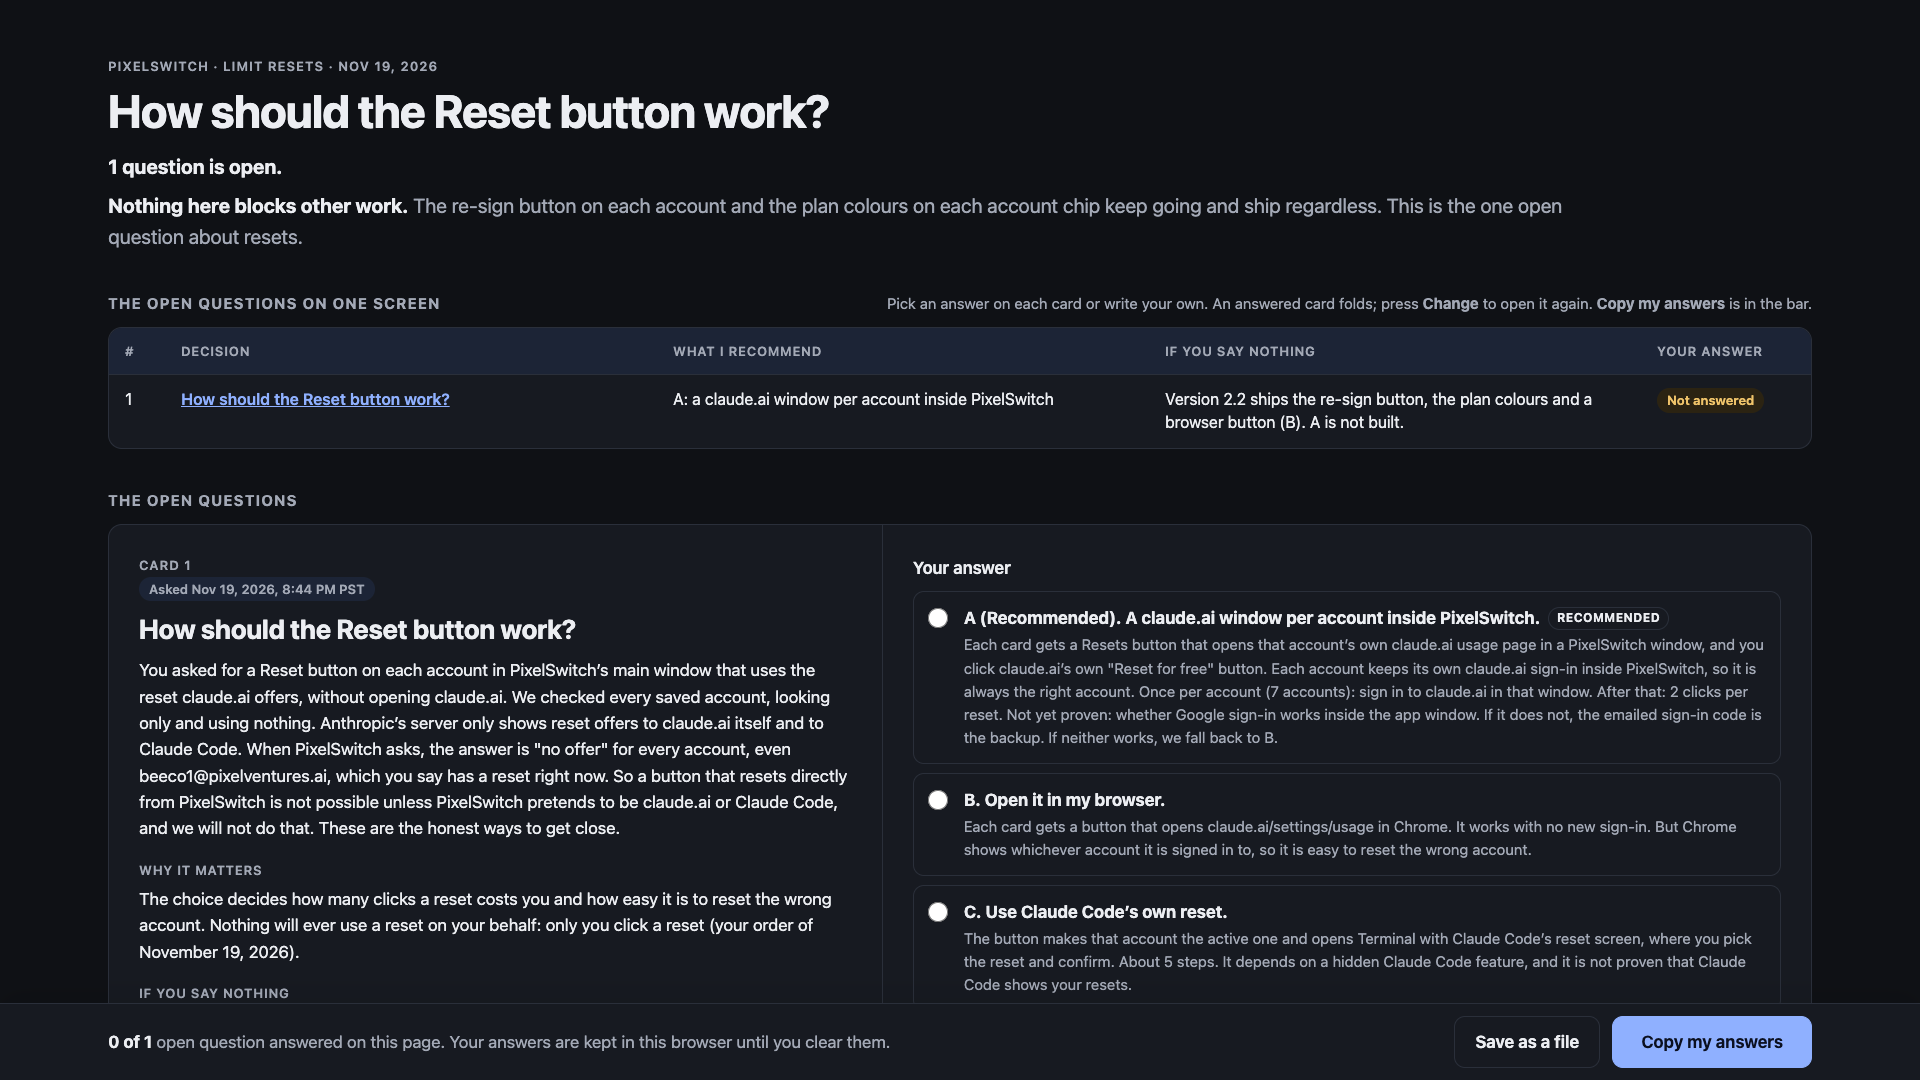 PIXELSWITCH · LIMIT RESETS · NOV 19, 2026
How should the Reset button work?
1 question is open.
Nothing here blocks other work. The re-sign button on each account and the plan colours on each account chip keep going and ship regardless. This is the one open
question about resets.
THE OPEN QUESTIONS ON ONE SCREEN
Pick an answer on each card or write your own. An answered card folds; press Change to open it again. Copy my answers is in the bar.
# DECISION WHAT I RECOMMEND IF YOU SAY NOTHING YOUR ANSWER
1 How should the Reset button work? A: a claude.ai window per account inside PixelSwitch Version 2.2 ships the re-sign button, the plan colours and a Not answered
browser button (B). A is not built.
THE OPEN QUESTIONS
CARD 1
Asked Nov 19, 2026, 8:44 PM PST
How should the Reset button work?
You asked for a Reset button on each account in PixelSwitch’s main window that uses the
reset claude.ai offers, without opening claude.ai. We checked every saved account, looking
only and using nothing. Anthropic’s server only shows reset offers to claude.ai itself and to
Claude Code. When PixelSwitch asks, the answer is "no offer" for every account, even
beeco1@pixelventures.ai, which you say has a reset right now. So a button that resets directly
from PixelSwitch is not possible unless PixelSwitch pretends to be claude.ai or Claude Code,
and we will not do that. These are the honest ways to get close.
WHY IT MATTERS
The choice decides how many clicks a reset costs you and how easy it is to reset the wrong
account. Nothing will ever use a reset on your behalf: only you click a reset (your order of
November 19, 2026).
IF YOU SAY NOTHING
Your answer
A (Recommended). A claude.ai window per account inside PixelSwitch. RECOMMENDED
Each card gets a Resets button that opens that account’s own claude.ai usage page in a PixelSwitch window, and you
click claude.ai’s own "Reset for free" button. Each account keeps its own claude.ai sign-in inside PixelSwitch, so it is
always the right account. Once per account (7 accounts): sign in to claude.ai in that window. After that: 2 clicks per
reset. Not yet proven: whether Google sign-in works inside the app window. If it does not, the emailed sign-in code is
the backup. If neither works, we fall back to B.
B. Open it in my browser.
Each card gets a button that opens claude.ai/settings/usage in Chrome. It works with no new sign-in. But Chrome
shows whichever account it is signed in to, so it is easy to reset the wrong account.
C. Use Claude Code’s own reset.
The button makes that account the active one and opens Terminal with Claude Code’s reset screen, where you pick
the reset and confirm. About 5 steps. It depends on a hidden Claude Code feature, and it is not proven that Claude
Code shows your resets.
0 of 1 open question answered on this page. Your answers are kept in this browser until you clear them.
Save as a file
Copy my answers